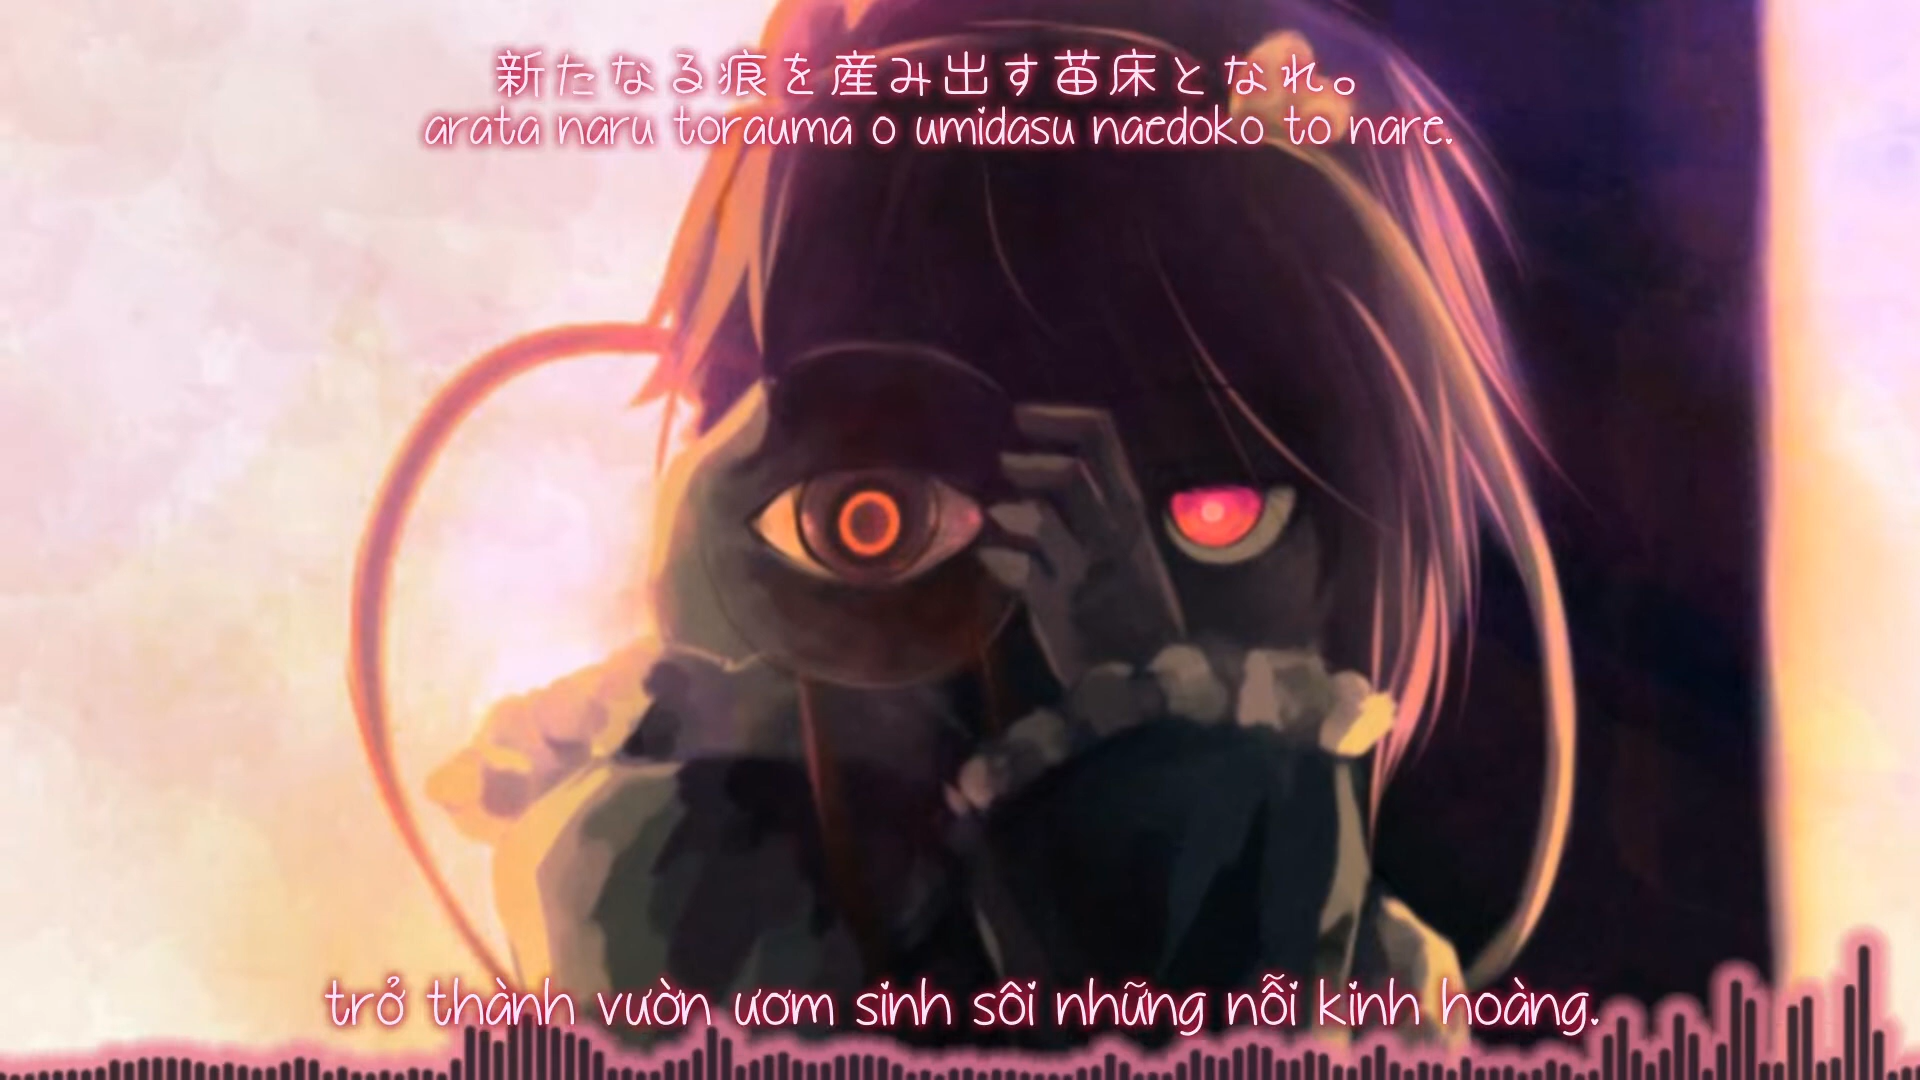 新たなる痕を産み出す苗床となれ。
arata naru torauma o umidasu naedoko to nare.
trở thành vườn ươm sinh sôi những nỗi kinh hoàng.